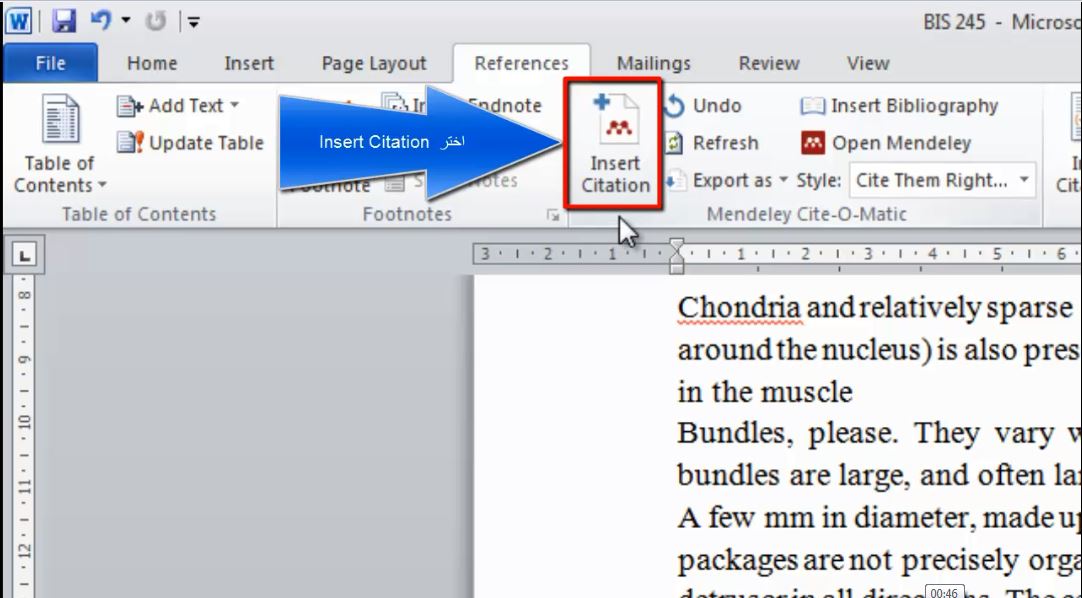 W
BIS 245 - Microso
File Home Insert Page Layout References Mailings Review View
Add Text
Update Table
Table of
Contents
Table of Contents
Endnote
Insert Citation اختر
Footnote
Footnotes
Insert
Citation
Undo
Refresh
Export as
Insert Bibliography
Open Mendeley
Style: Cite Them Right...
Mendeley Cite-O-Matic
3 2 1 1 2 3 4 5 6
8
9
10
11
12
Chondria and relatively sparse
around the nucleus) is also pres
in the muscle
Bundles, please. They vary w
bundles are large, and often lar
A few mm in diameter, made up
packages are not precisely orga
00:46